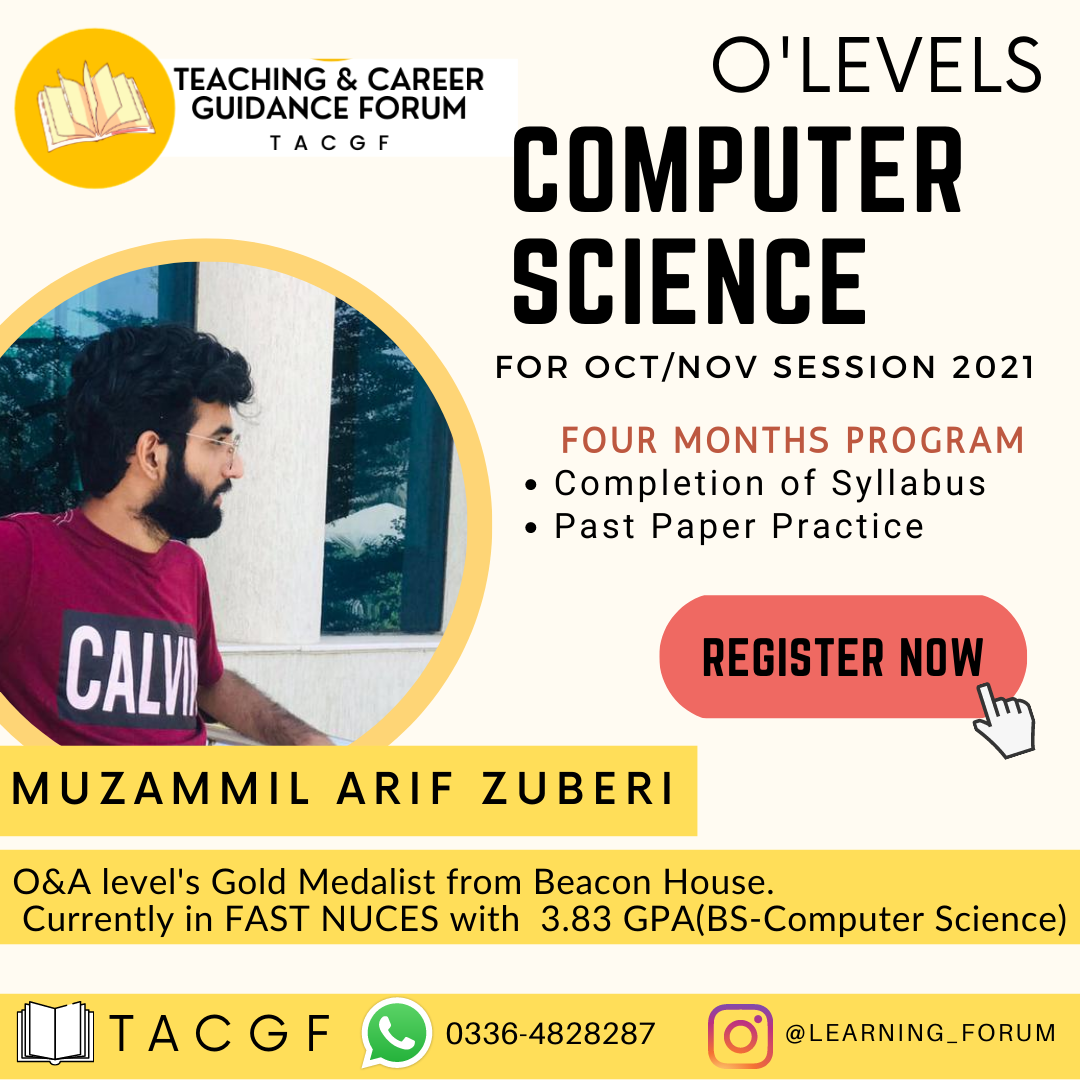 TEACHING & CAREER
GUIDANCE FORUM
TACGF
O'LEVELS
COMPUTER
SCIENCE
FOR OCT/NOV SESSION 2021
FOUR MONTHS PROGRAM
• Completion of Syllabus
• Past Paper Practice
REGISTER NOW
CALVIN
MUZAMMIL ARIF ZUBERI
O&A level's Gold Medalist from Beacon House.
Currently in FAST NUCES with 3.83 GPA(BS-Computer Science)
TACGF
0336-4828287
@LEARNING_FORUM